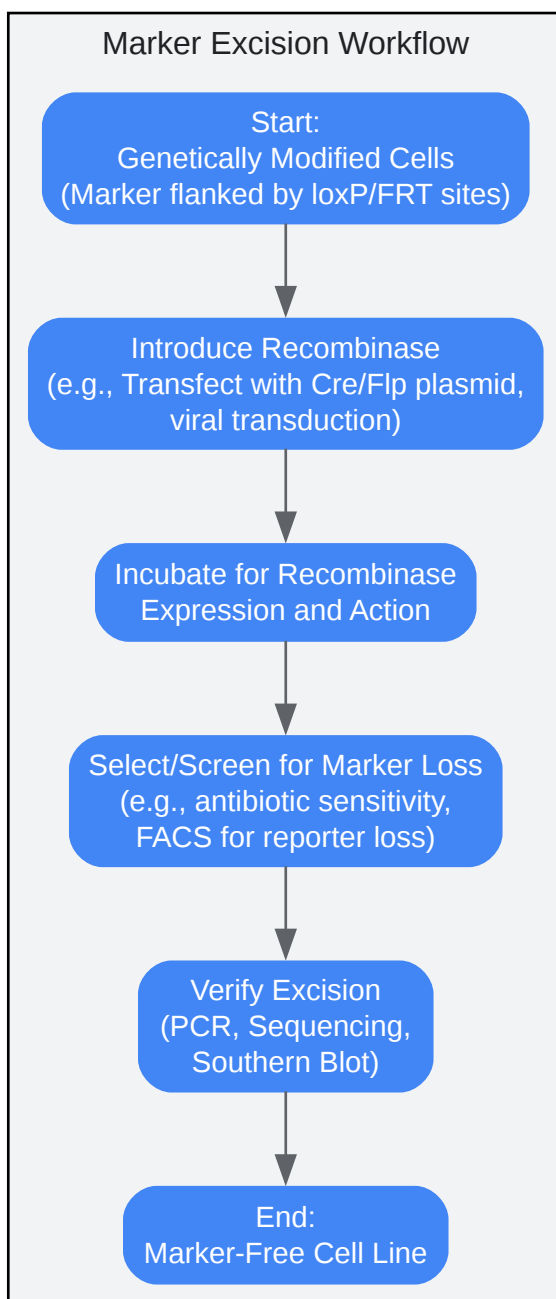 Marker Excision Workflow
Start:
Genetically Modified Cells
(Marker flanked by loxP/FRT sites)
Introduce Recombinase
(e.g., Transfect with Cre/Flp plasmid,
viral transduction)
Incubate for Recombinase
Expression and Action
Select/Screen for Marker Loss
(e.g., antibiotic sensitivity,
FACS for reporter loss)
Verify Excision
(PCR, Sequencing,
Southern Blot)
End:
Marker-Free Cell Line